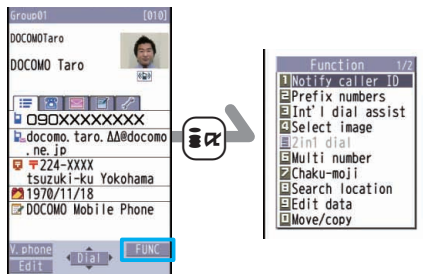 Group01 [010]
DOCOMOTaro
DOCOMO Taro
090XXXXXXXX
docomo.taro.ΔΔ@docomo
.ne.jp
〒224-XXXX
tsuzuki-ku Yokohama
1970/11/18
DOCOMO Mobile Phone
V.phone FUNC
Dial
Edit
iα
Function 1/2
1 Notify caller ID
2 Prefix numbers
3 Int'l dial assist
4 Select image
5 2in1 dial
6 Multi number
7 Chaku-moji
8 Search location
9 Edit data
0 Move/copy